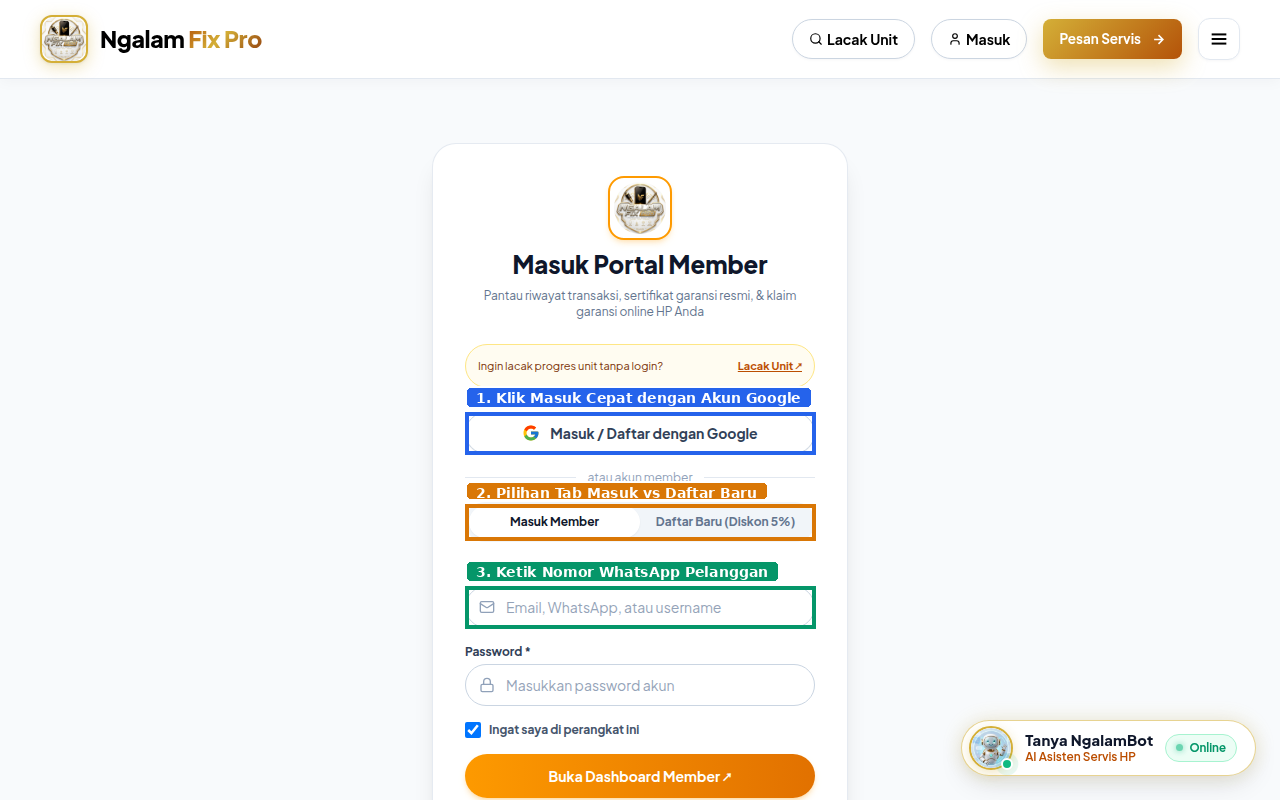 Ngalam Fix Pro
Lacak Unit
Masuk
Pesan Servis →
Masuk Portal Member
Pantau riwayat transaksi, sertifikat garansi resmi, & klaim
garansi online HP Anda
Ingin lacak progres unit tanpa login?
Lacak Unit↗
1. Klik Masuk Cepat dengan Akun Google
Masuk / Daftar dengan Google
atau akun member
2. Pilihan Tab Masuk vs Daftar Baru
Masuk Member
Daftar Baru (Diskon 5%)
3. Ketik Nomor WhatsApp Pelanggan
Email, WhatsApp, atau username
Password *
Masukkan password akun
Ingat saya di perangkat ini
Buka Dashboard Member↗
Tanya NgalamBot
AI Asisten Servis HP
Online